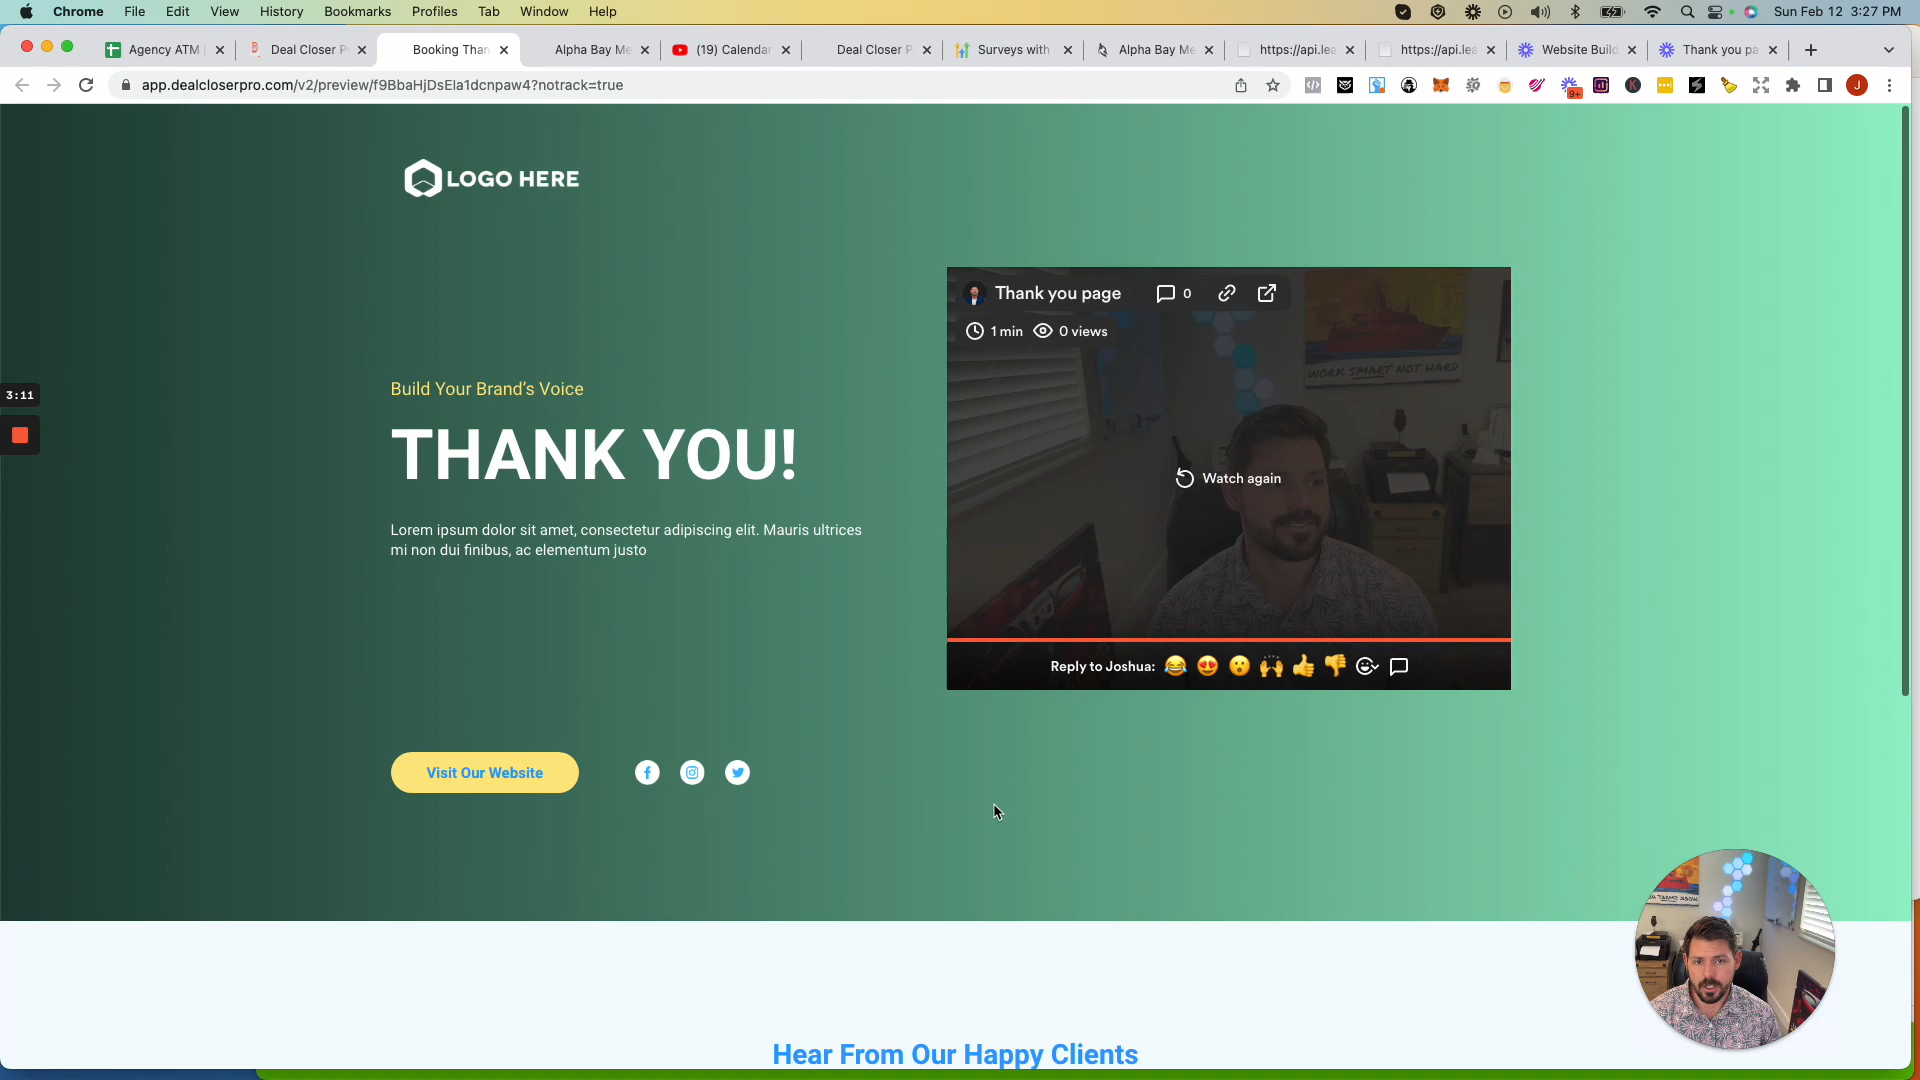 Chrome File Edit View History Bookmarks Profiles Tab Window Help
Sun Feb 12 3:27 PM
Agency ATM
Deal Closer P
Booking Than
Alpha Bay Me
(19) Calendar
Deal Closer P
Surveys with
Alpha Bay Me
https://api.lea
https://api.lea
Website Build
Thank you pa
app.dealcloserpro.com/v2/preview/f9BbaHjDsEla1dcnpaw4?notrack=true
9+
J
LOGO HERE
Thank you page
0
1 min
0 views
WORK SMART NOT HARD
3:11
Build Your Brand's Voice
THANK YOU!
Lorem ipsum dolor sit amet, consectetur adipiscing elit. Mauris ultrices
mi non dui finibus, ac elementum justo
Watch again
Reply to Joshua:
Visit Our Website
Hear From Our Happy Clients